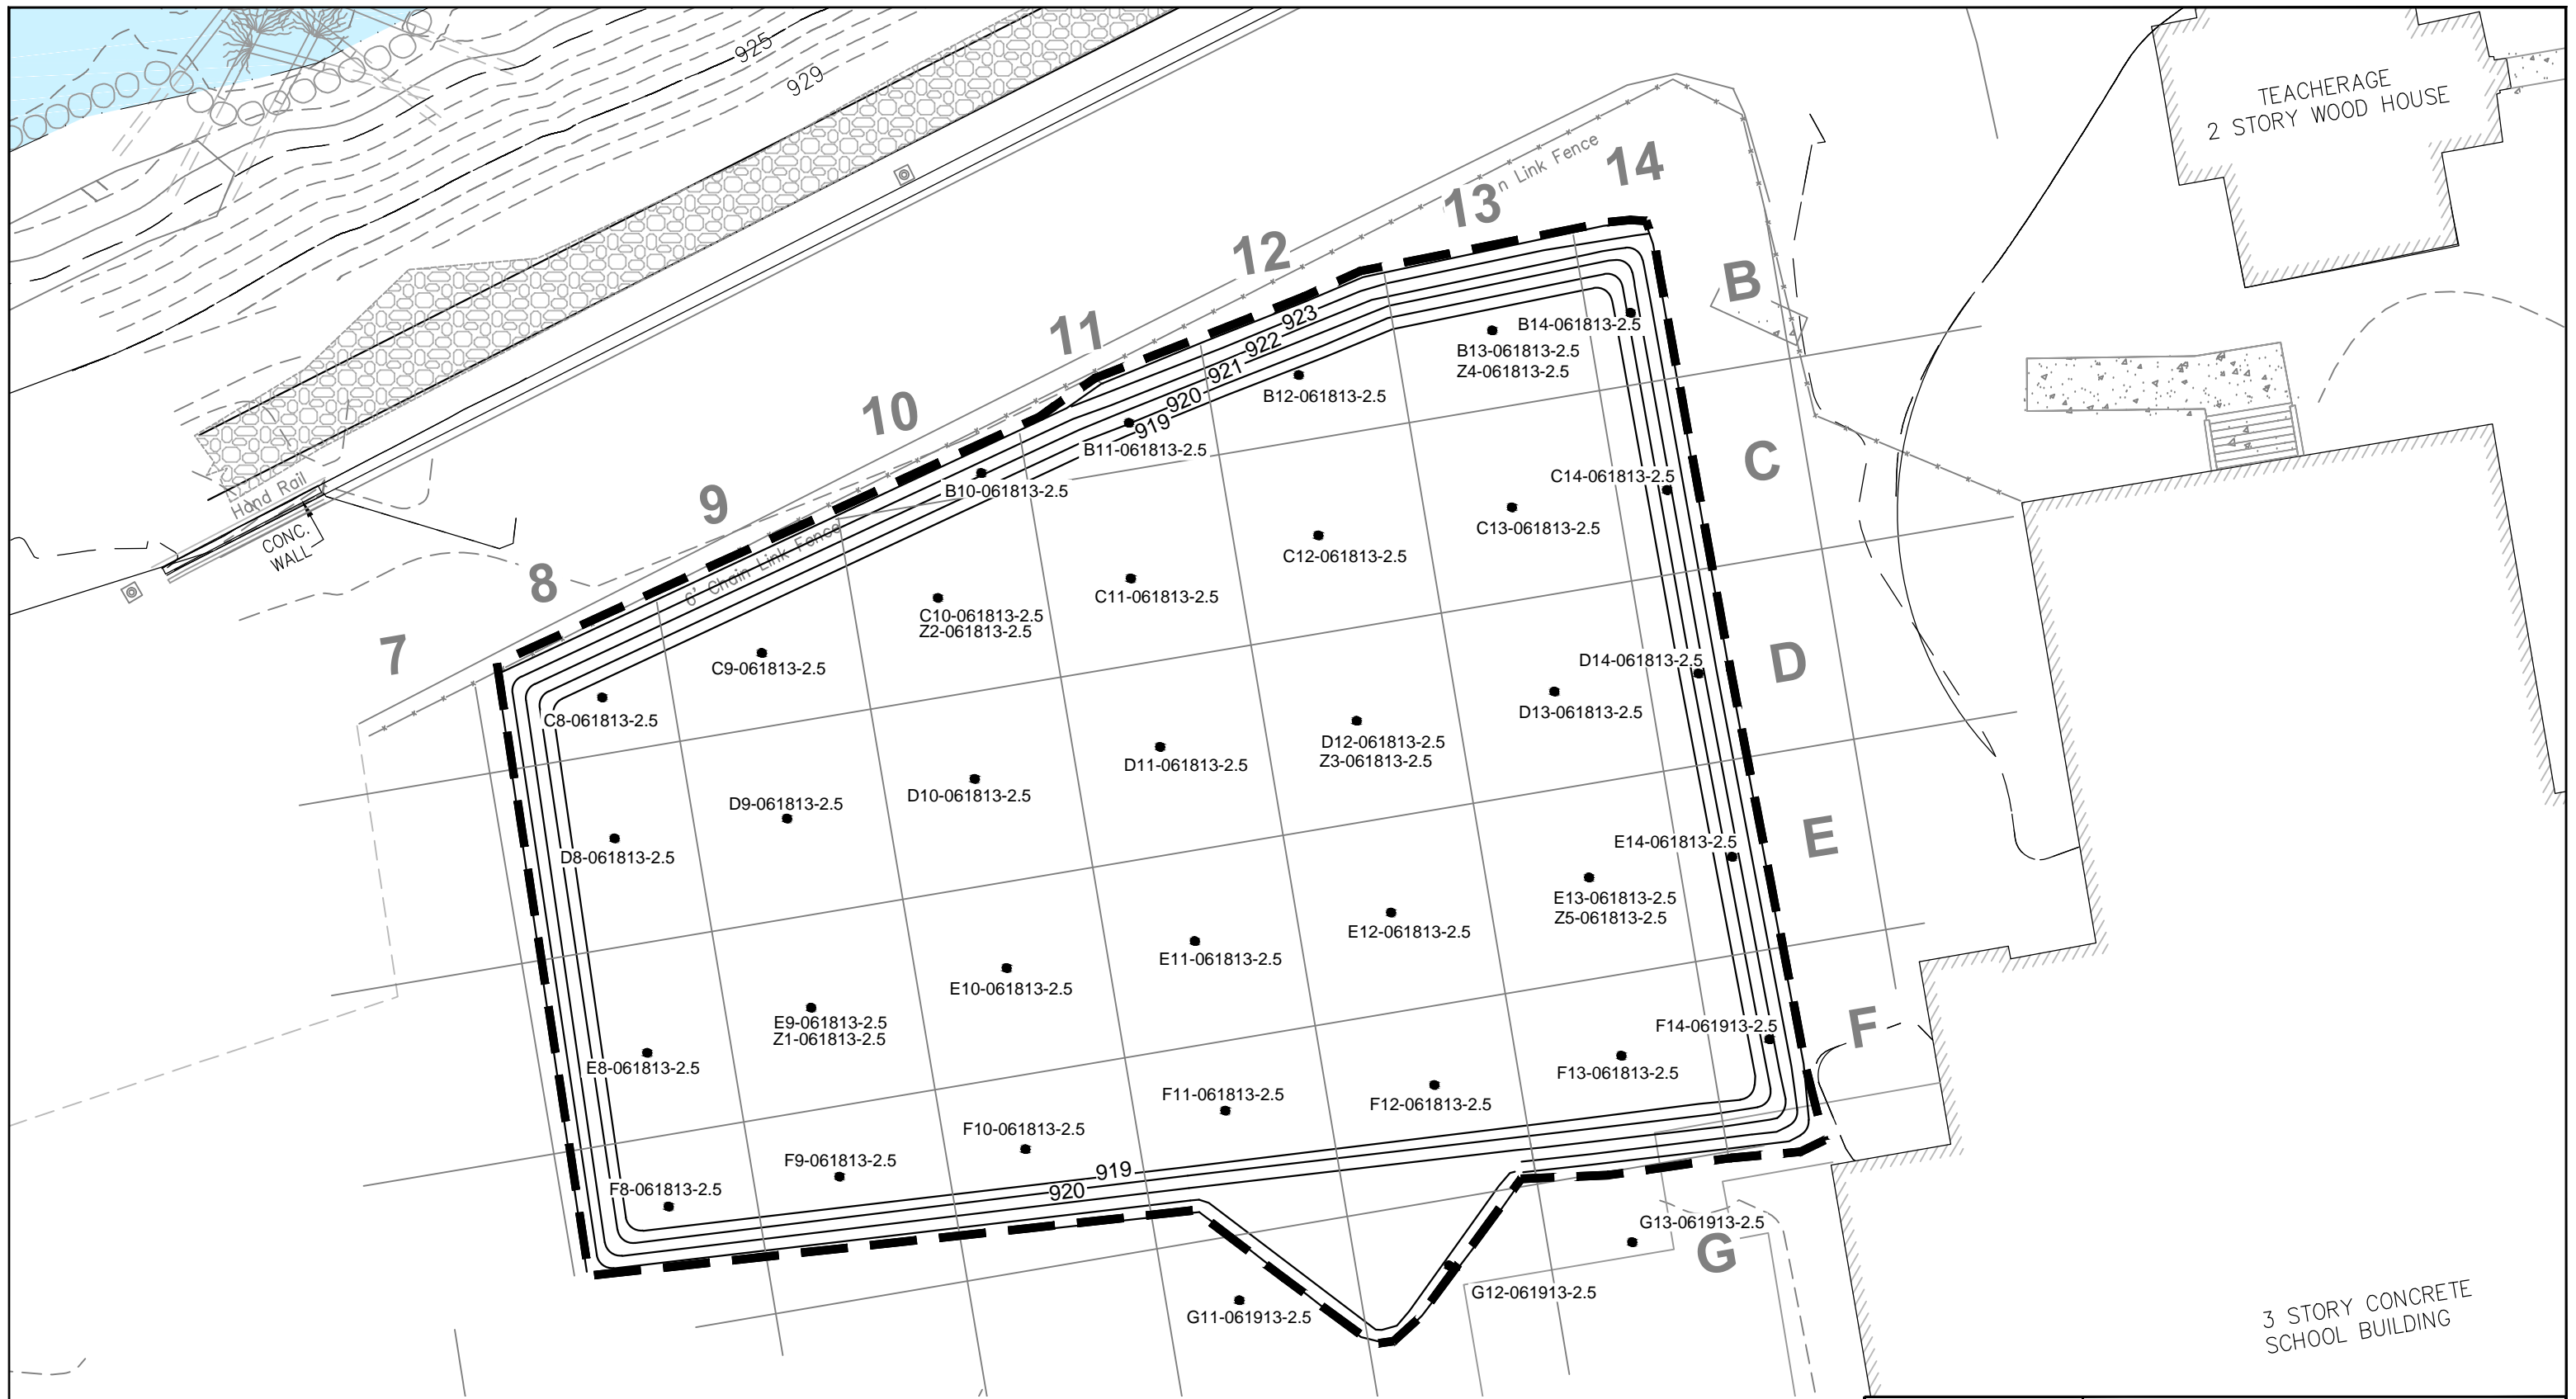 925
929
TEACHERAGE
2 STORY WOOD HOUSE
n Link Fence
14
13
12
B
11
923
922
921
920
919
B14-061813-2.5
B13-061813-2.5
Z4-061813-2.5
B12-061813-2.5
10
B11-061813-2.5
C
C14-061813-2.5
B10-061813-2.5
Hand Rail
CONC.
WALL
9
C13-061813-2.5
C12-061813-2.5
6' Chain Link Fence
8
C11-061813-2.5
C10-061813-2.5
Z2-061813-2.5
7
C9-061813-2.5
D
D14-061813-2.5
C8-061813-2.5
D13-061813-2.5
D12-061813-2.5
Z3-061813-2.5
D11-061813-2.5
D10-061813-2.5
D9-061813-2.5
E
E14-061813-2.5
D8-061813-2.5
E13-061813-2.5
Z5-061813-2.5
E12-061813-2.5
E11-061813-2.5
E10-061813-2.5
E9-061813-2.5
Z1-061813-2.5
F
F14-061913-2.5
E8-061813-2.5
F13-061813-2.5
F11-061813-2.5
F12-061813-2.5
F10-061813-2.5
F9-061813-2.5
919
F8-061813-2.5
920
G13-061913-2.5
G
G12-061913-2.5
G11-061913-2.5
3 STORY CONCRETE
SCHOOL BUILDING